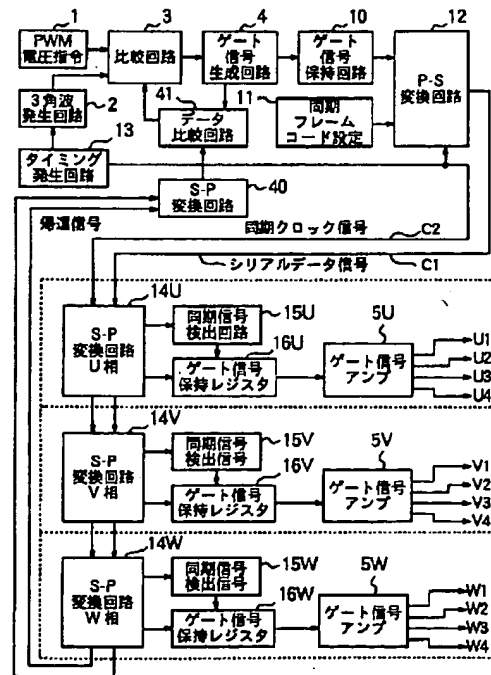 1
3
4
10
12
PWM
電圧指令
比較回路
ゲート
信号
生成回路
ゲート
信号
保持回路
P-S
変換回路
3角波
発生回路
2
41
11
データ
比較回路
同期
フレーム
コード設定
13
タイミング
発生回路
S-P
変換回路
40
帰還信号
同期クロック信号
C2
シリアルデータ信号
C1
14U
S-P
変換回路
U相
同期信号
検出回路
15U
16U
ゲート信号
保持レジスタ
5U
ゲート信号
アンプ
U1
U2
U3
U4
14V
S-P
変換回路
V相
同期信号
検出信号
15V
16V
ゲート信号
保持レジスタ
5V
ゲート信号
アンプ
V1
V2
V3
V4
14W
S-P
変換回路
W相
同期信号
検出信号
15W
16W
ゲート信号
保持レジスタ
5W
ゲート信号
アンプ
W1
W2
W3
W4